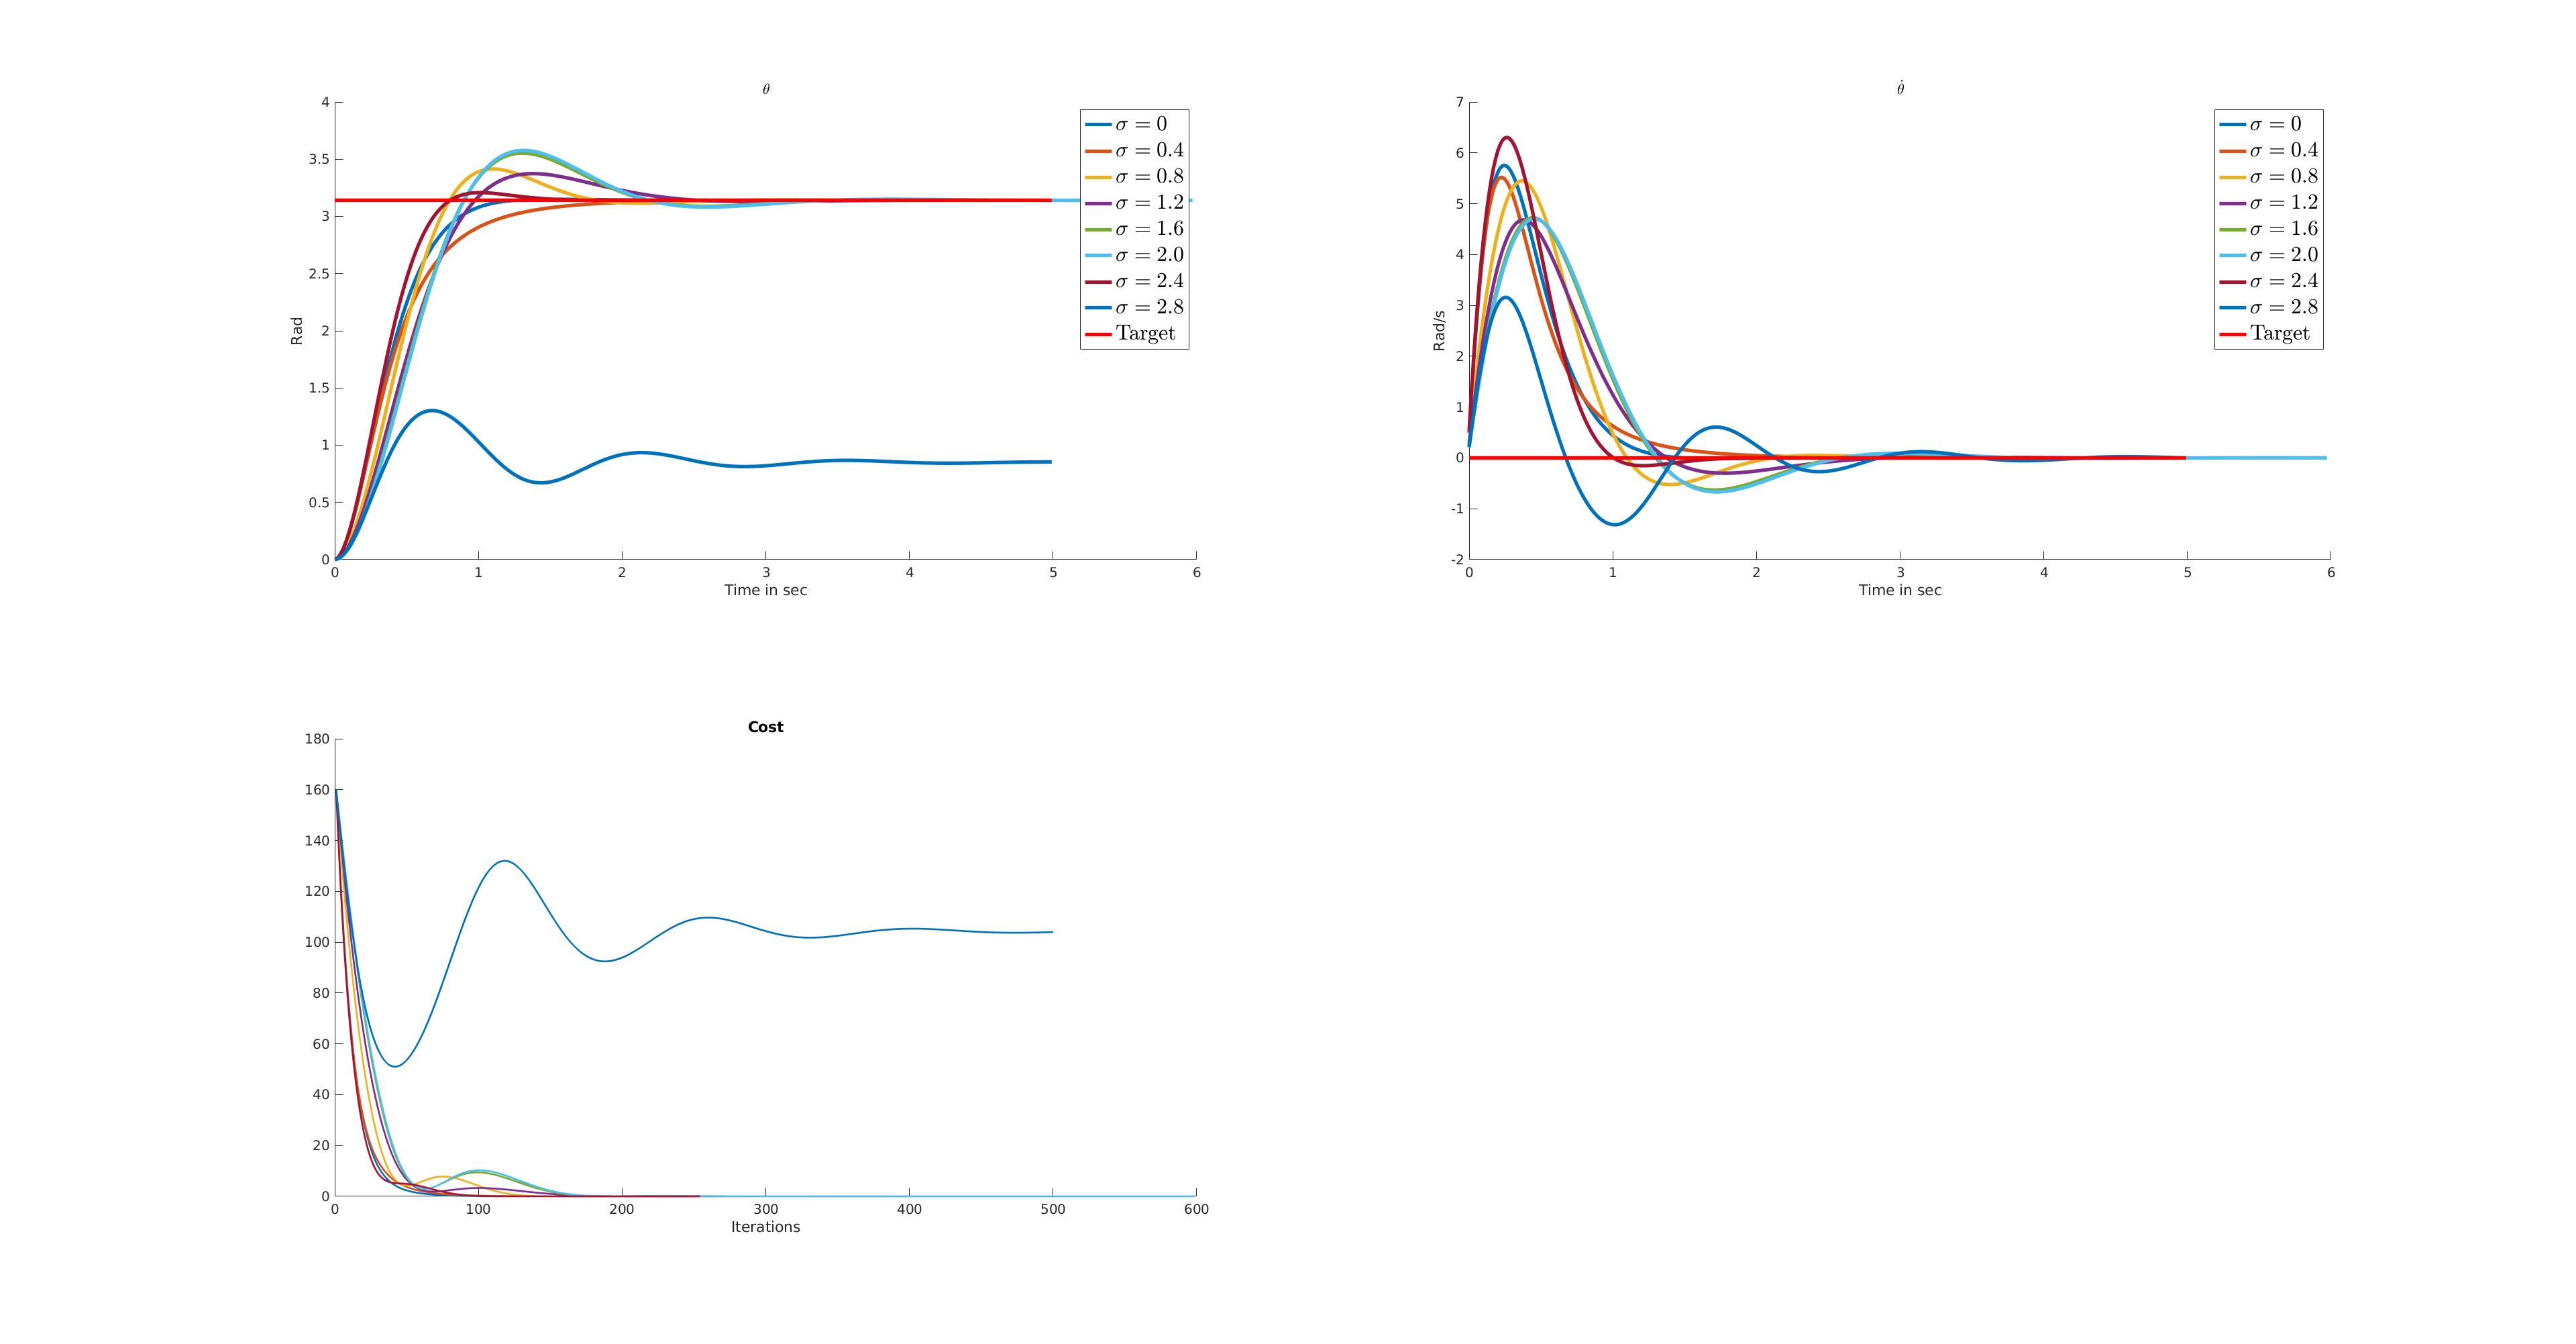 θ
4
3.5
3
2.5
2
1.5
1
0.5
0
Rad
0 1 2 3 4 5 6
Time in sec
σ = 0
σ = 0.4
σ = 0.8
σ = 1.2
σ = 1.6
σ = 2.0
σ = 2.4
σ = 2.8
Target
θ̇
7
6
5
4
3
2
1
0
-1
-2
Rad/s
0 1 2 3 4 5 6
Time in sec
σ = 0
σ = 0.4
σ = 0.8
σ = 1.2
σ = 1.6
σ = 2.0
σ = 2.4
σ = 2.8
Target
Cost
180
160
140
120
100
80
60
40
20
0
0 100 200 300 400 500 600
Iterations